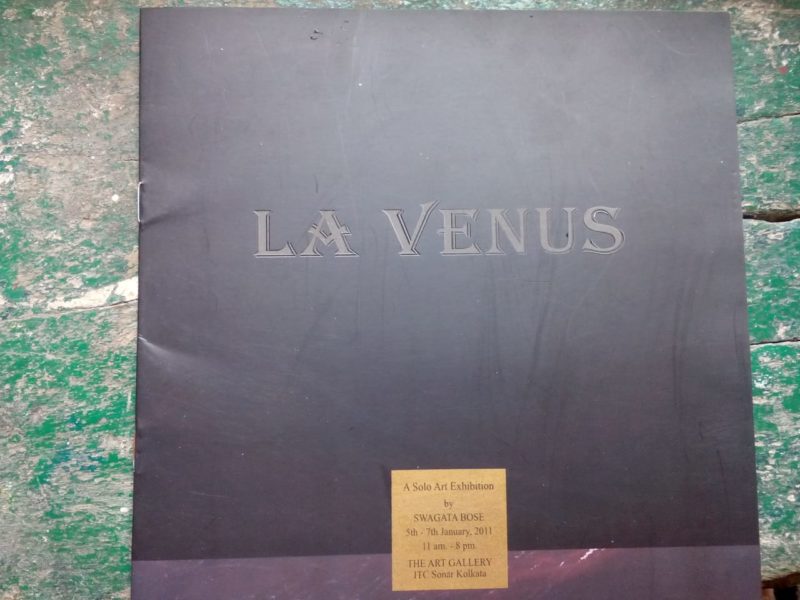 LA VENUS
A Solo Art Exhibition
by
SWAGATA BOSE
5th - 7th January, 2011
11 am. - 8 pm.
THE ART GALLERY
ITC Sonar Kolkata